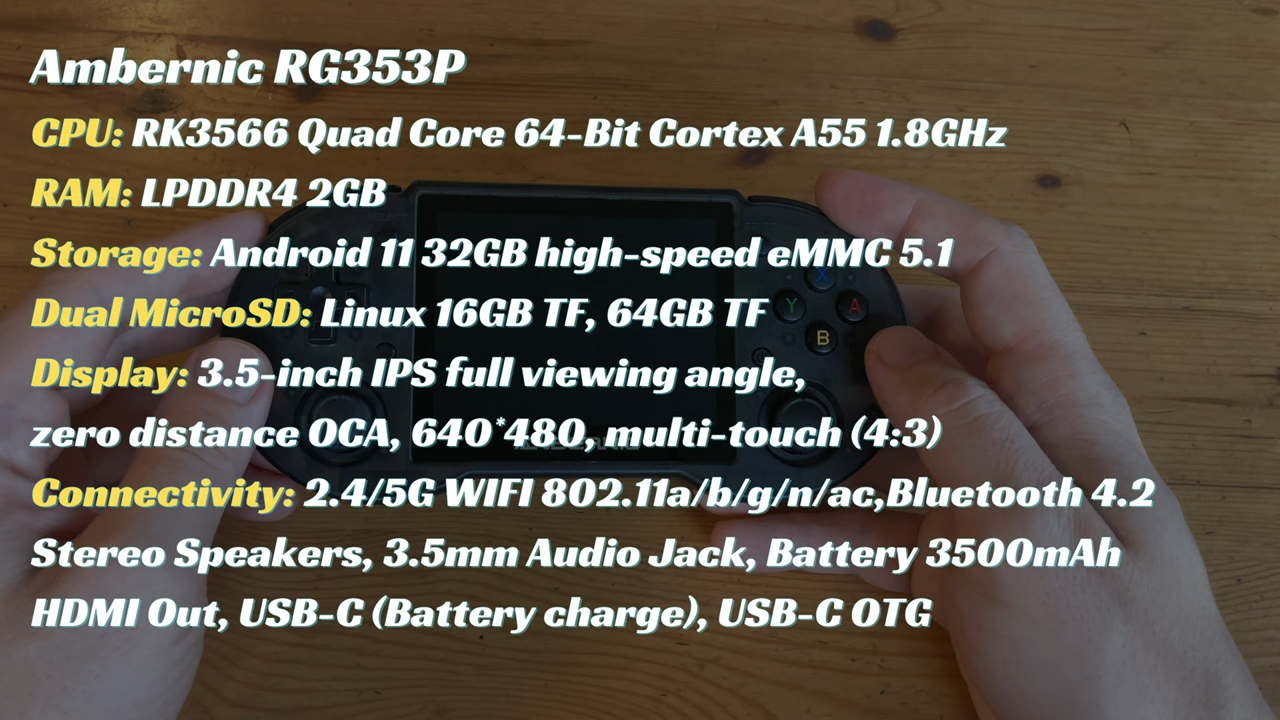 Ambernic RG353P
CPU: RK3566 Quad Core 64-Bit Cortex A55 1.8GHz
RAM: LPDDR4 2GB
Storage: Android 11 32GB high-speed eMMC 5.1
Dual MicroSD: Linux 16GB TF, 64GB TF
X
Y A
B
Display: 3.5-inch IPS full viewing angle,
zero distance OCA, 640*480, multi-touch (4:3)
Connectivity: 2.4/5G WIFI 802.11a/b/g/n/ac,Bluetooth 4.2
Stereo Speakers, 3.5mm Audio Jack, Battery 3500mAh
HDMI Out, USB-C (Battery charge), USB-C OTG